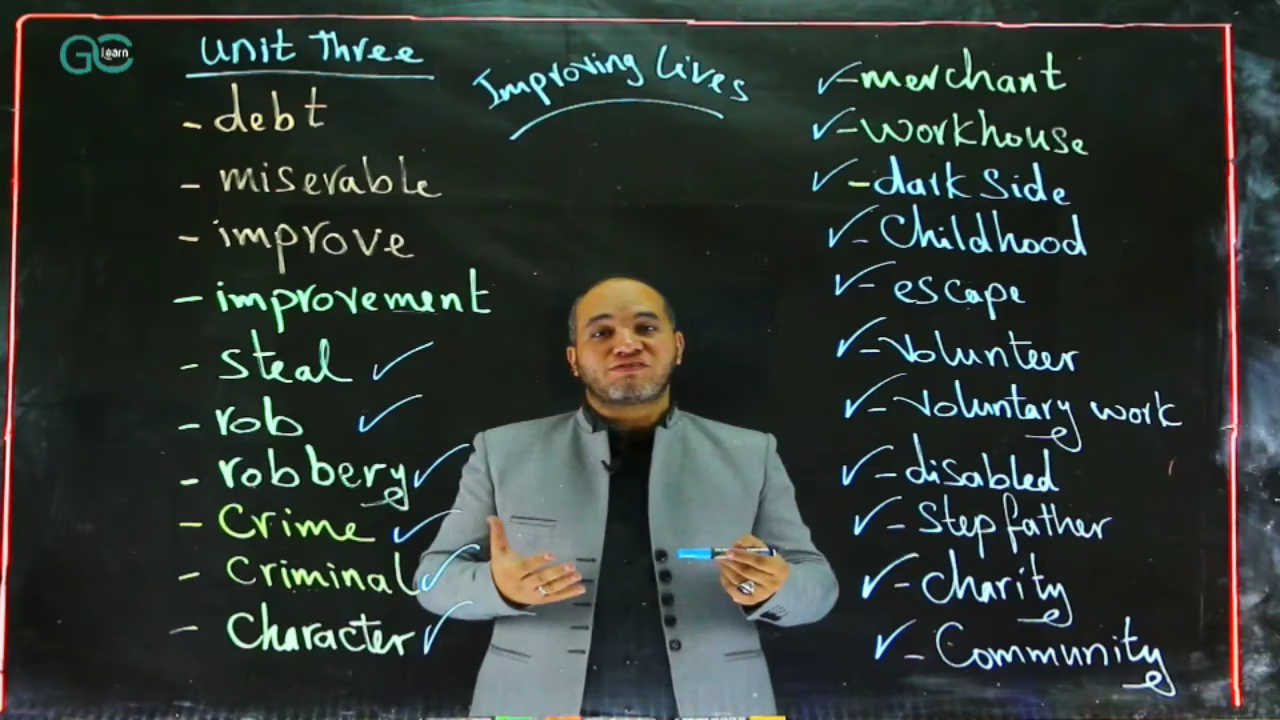 GC Learn
Unit Three
Improving Lives
- debt
- miserable
- improve
- improvement
- steal ✓
- rob ✓
- robbery ✓
- Crime ✓
- Criminal ✓
- Character ✓
✓ - merchant
✓ - workhouse
✓ - dark side
✓ - Childhood
✓ - escape
✓ - Volunteer
✓ - voluntary work
✓ - disabled
✓ - Step father
✓ - Charity
✓ - Community